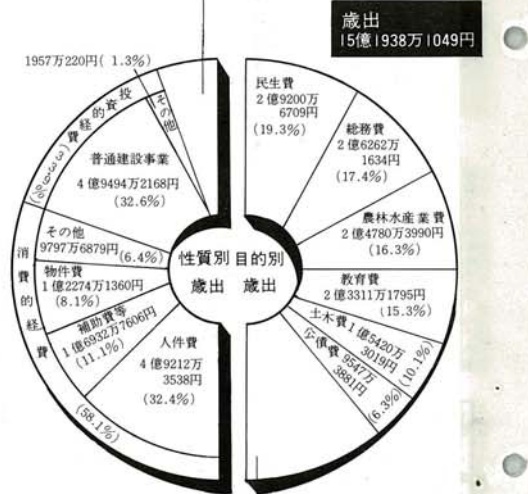 歳出
15億1938万1049円
1957万220円(1.3%)
投資的経費(33.9%)
その他
普通建設事業
4億9494万2168円
(32.6%)
その他
9797万6879円(6.4%)
物件費
1億2274万1360円
(8.1%)
補助費等
1億6932万7606円
(11.1%)
人件費
4億9212万
3538円
(32.4%)
消費的経費
(58.1%)
性質別
歳出
目的別
歳出
民生費
2億9200万
6709円
(19.3%)
総務費
2億6262万
1634円
(17.4%)
農林水産業費
2億4780万3990円
(16.3%)
教育費
2億3311万1795円
(15.3%)
土木費1億5420万
3019円
(10.1%)
公債費9547万
3881円
(6.3%)